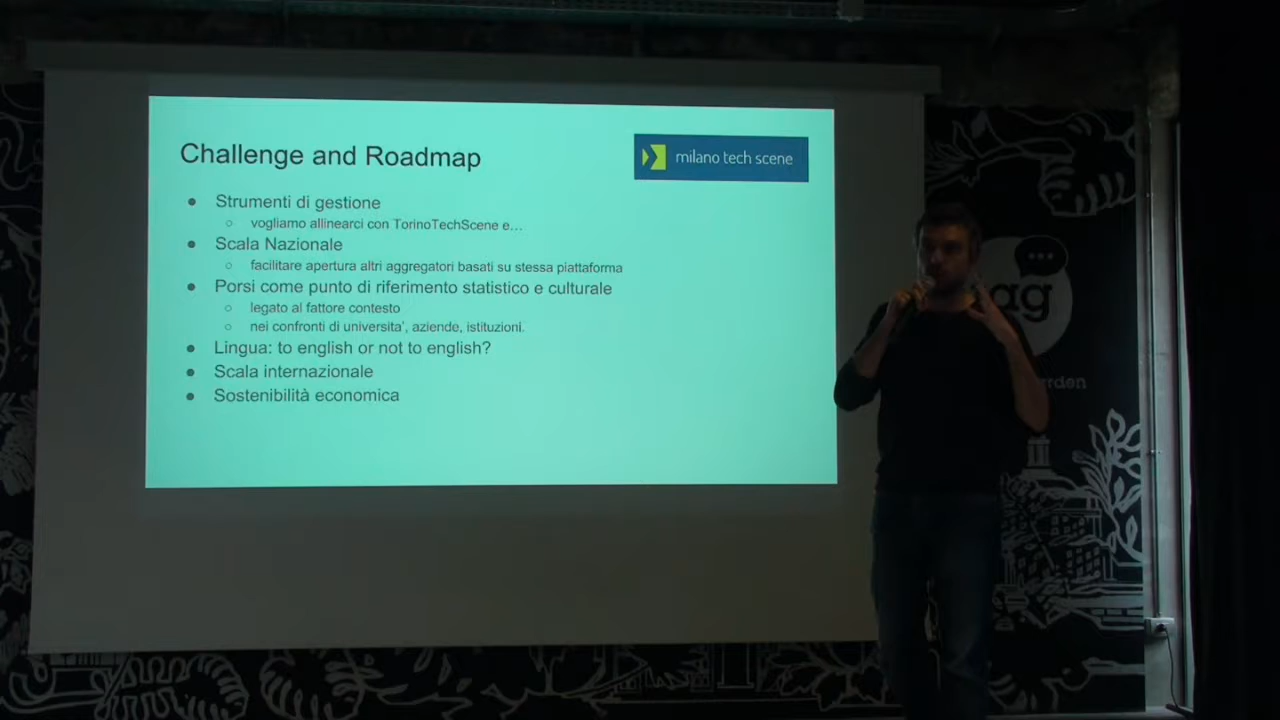 Challenge and Roadmap
milano tech scene
● Strumenti di gestione
○ vogliamo allinearci con TorinoTechScene e...
● Scala Nazionale
○ facilitare apertura altri aggregatori basati su stessa piattaforma
● Porsi come punto di riferimento statistico e culturale
○ legato al fattore contesto
○ nei confronti di universita', aziende, istituzioni.
● Lingua: to english or not to english?
● Scala internazionale
● Sostenibilità economica
ag